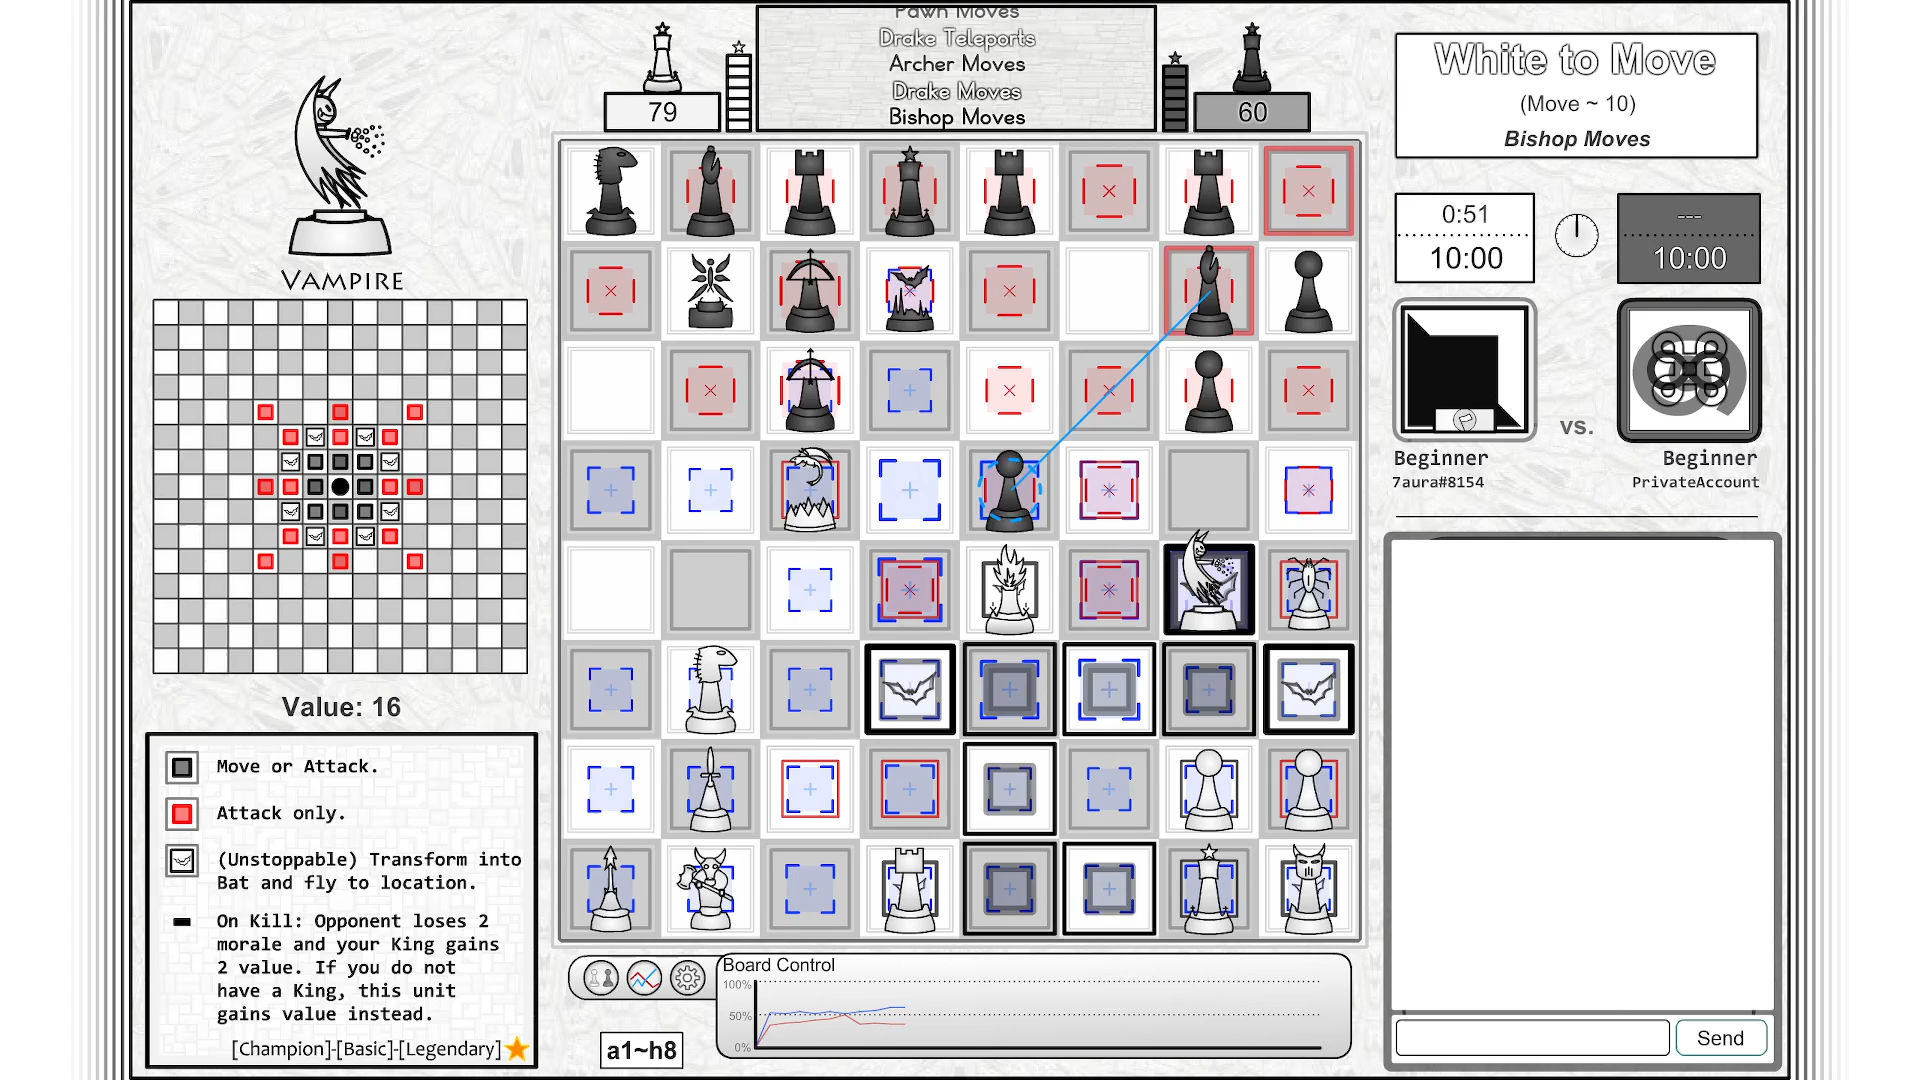 Pawn Moves
Drake Teleports
Archer Moves
Drake Moves
Bishop Moves
79
60
White to Move
(Move ~ 10)
Bishop Moves
0:51
10:00
---
10:00
VAMPIRE
vs.
Beginner
7aura#8154
Beginner
PrivateAccount
Value: 16
Move or Attack.
Attack only.
(Unstoppable) Transform into
Bat and fly to location.
On Kill: Opponent loses 2
morale and your King gains
2 value. If you do not
have a King, this unit
gains value instead.
[Champion]-[Basic]-[Legendary]
Board Control
100%
50%
0%
a1~h8
Send